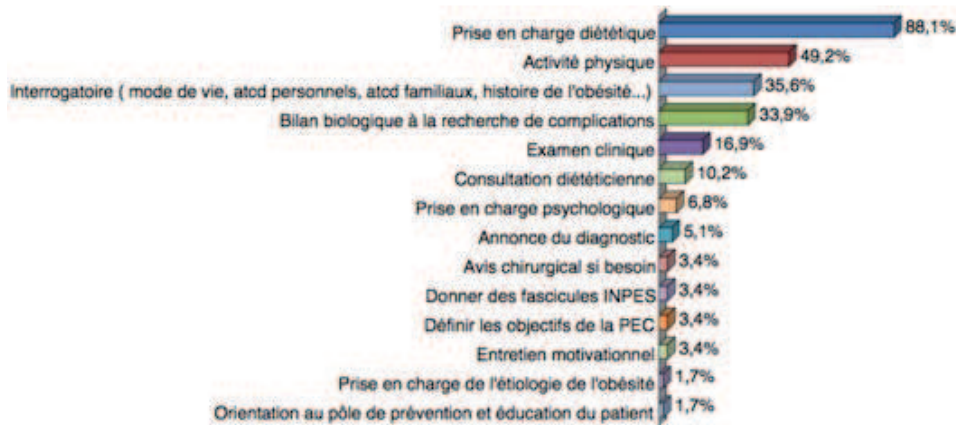 Prise en charge diététique 88,1%
Activité physique 49,2%
Interrogatoire ( mode de vie, atcd personnels, atcd familiaux, histoire de l'obésité...) 35,6%
Bilan biologique à la recherche de complications 33,9%
Examen clinique 16,9%
Consultation diététicienne 10,2%
Prise en charge psychologique 6,8%
Annonce du diagnostic 5,1%
Avis chirurgical si besoin 3,4%
Donner des fascicules INPES 3,4%
Définir les objectifs de la PEC 3,4%
Entretien motivationnel 3,4%
Prise en charge de l'étiologie de l'obésité 1,7%
Orientation au pôle de prévention et éducation du patient 1,7%